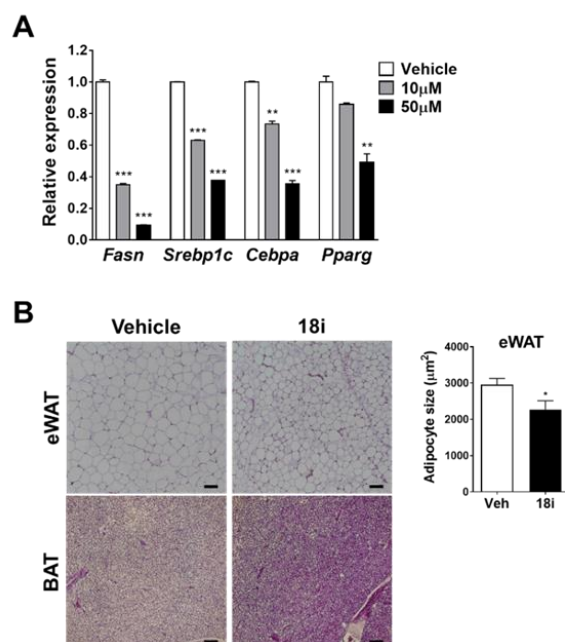 A
Relative expression
1.2
1.0
0.8
0.6
0.4
0.2
0.0
*** *** *** *** ** *** **
Fasn Srebp1c Cebpa Pparg
Vehicle
10μM
50μM
B
Vehicle 18i
eWAT
BAT
eWAT
Adipocyte size (μm²)
4000
3000
2000
1000
0
*
Veh 18i